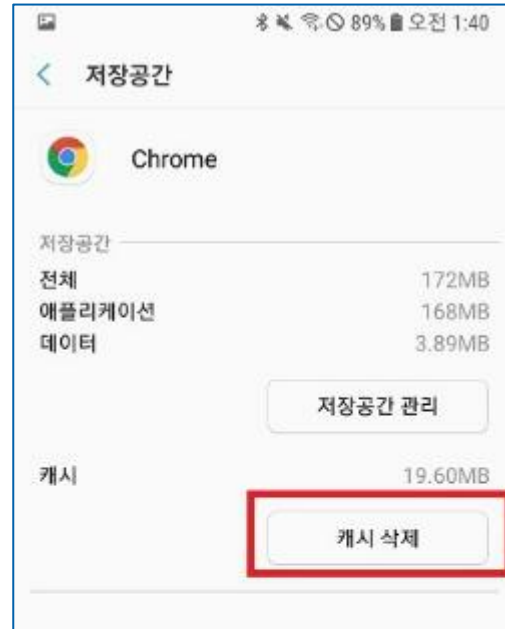 89% 오전 1:40
저장공간
Chrome
저장공간
전체 172MB
애플리케이션 168MB
데이터 3.89MB
저장공간 관리
캐시 19.60MB
캐시 삭제